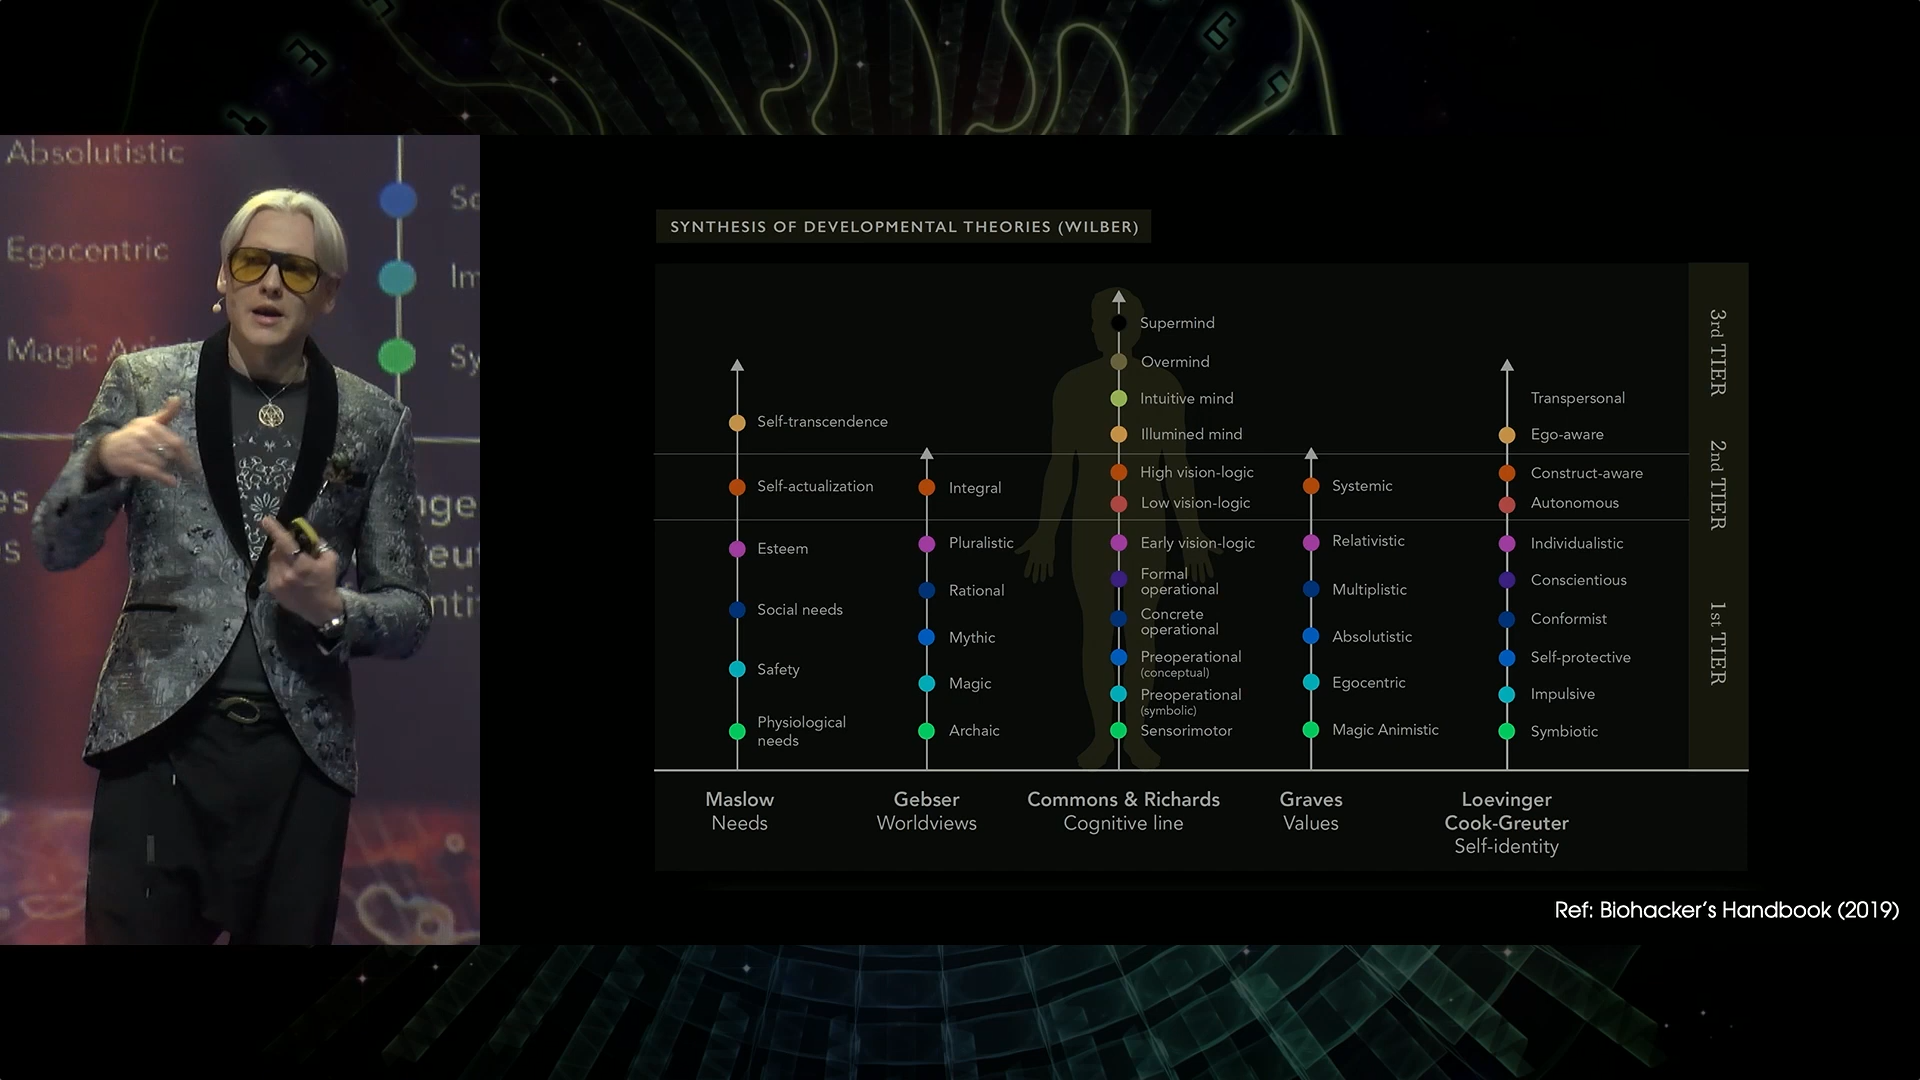 Absolutistic
Egocentric
Magic
SYNTHESIS OF DEVELOPMENTAL THEORIES (WILBER)
Self-transcendence
Self-actualization
Esteem
Social needs
Safety
Physiological
needs
Maslow
Needs
Integral
Pluralistic
Rational
Mythic
Magic
Archaic
Gebser
Worldviews
Supermind
Overmind
Intuitive mind
Illumined mind
High vision-logic
Low vision-logic
Early vision-logic
Formal
operational
Concrete
operational
Preoperational
(conceptual)
Preoperational
(symbolic)
Sensorimotor
Commons & Richards
Cognitive line
Systemic
Relativistic
Multiplistic
Absolutistic
Egocentric
Magic Animistic
Graves
Values
Transpersonal
Ego-aware
Construct-aware
Autonomous
Individualistic
Conscientious
Conformist
Self-protective
Impulsive
Symbiotic
Loevinger
Cook-Greuter
Self-identity
3rd TIER
2nd TIER
1st TIER
Ref: Biohacker's Handbook (2019)